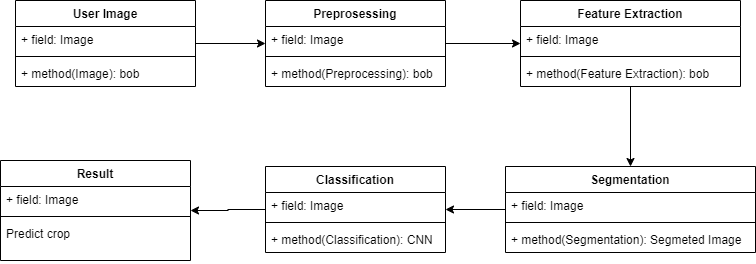 User Image
+ field: Image
+ method(Image): bob
Preprosessing
+ field: Image
+ method(Preprocessing): bob
Feature Extraction
+ field: Image
+ method(Feature Extraction): bob
Segmentation
+ field: Image
+ method(Segmentation): Segmeted Image
Classification
+ field: Image
+ method(Classification): CNN
Result
+ field: Image
Predict crop